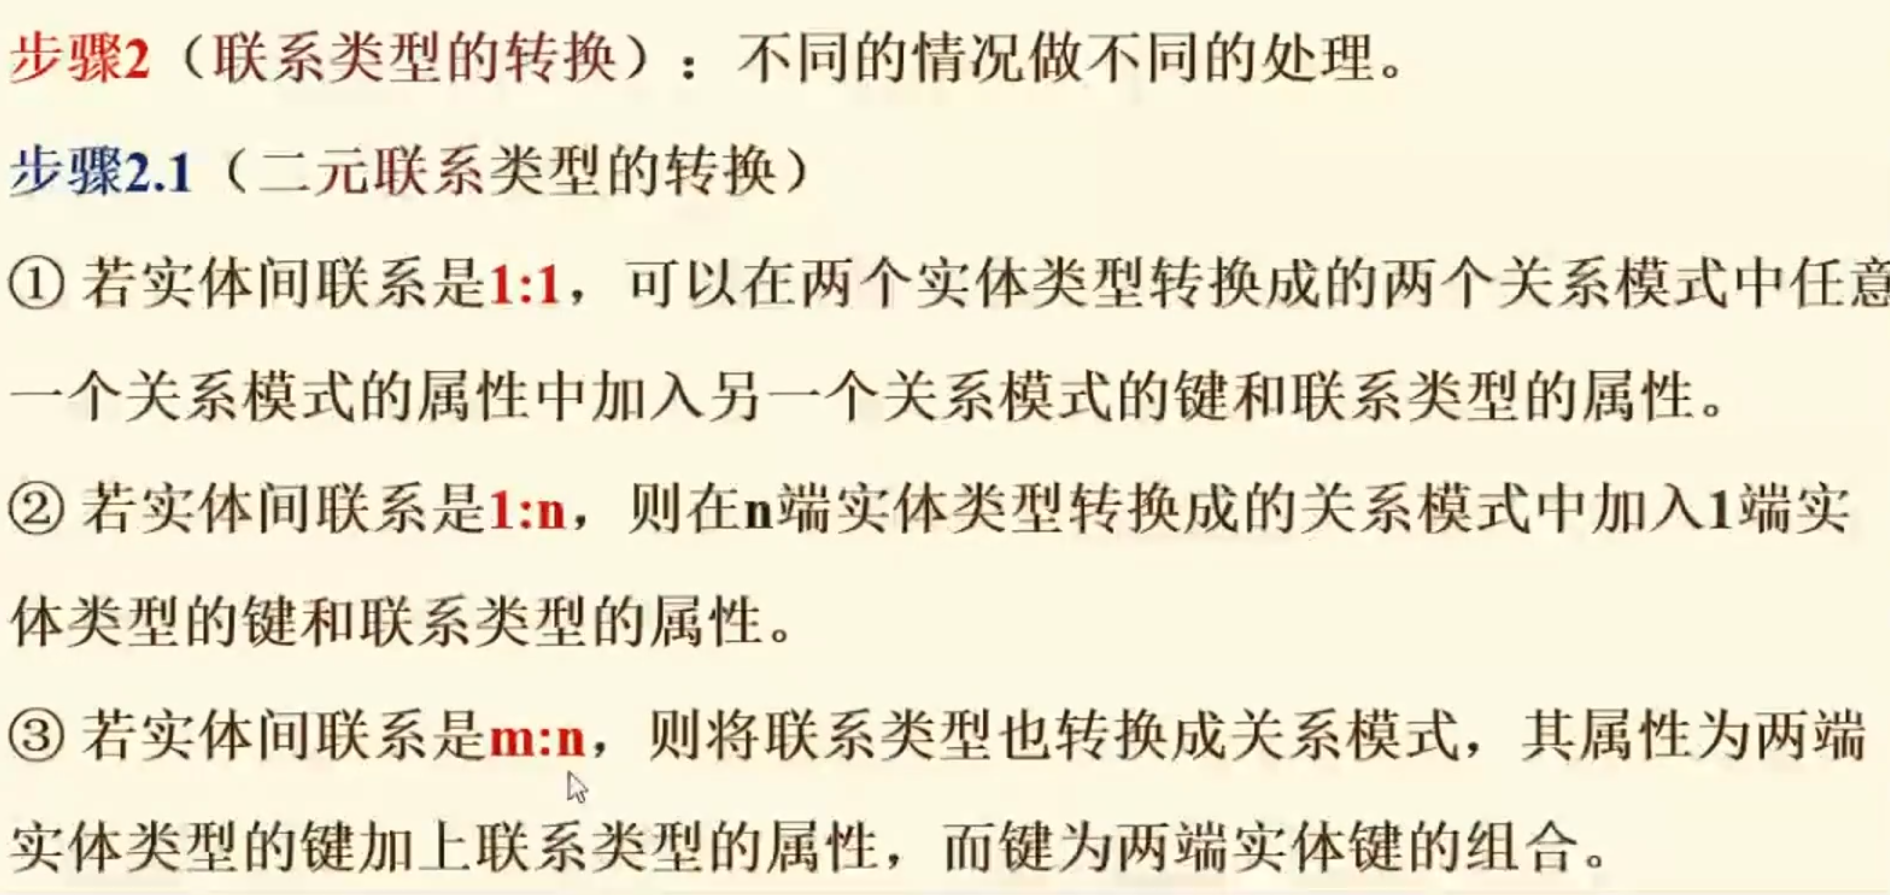 步骤2（联系类型的转换）：不同的情况做不同的处理。
步骤2.1（二元联系类型的转换）
① 若实体间联系是1:1，可以在两个实体类型转换成的两个关系模式中任意
一个关系模式的属性中加入另一个关系模式的键和联系类型的属性。
② 若实体间联系是1:n，则在n端实体类型转换成的关系模式中加入1端实
体类型的键和联系类型的属性。
③ 若实体间联系是m:n，则将联系类型也转换成关系模式，其属性为两端
实体类型的键加上联系类型的属性，而键为两端实体键的组合。